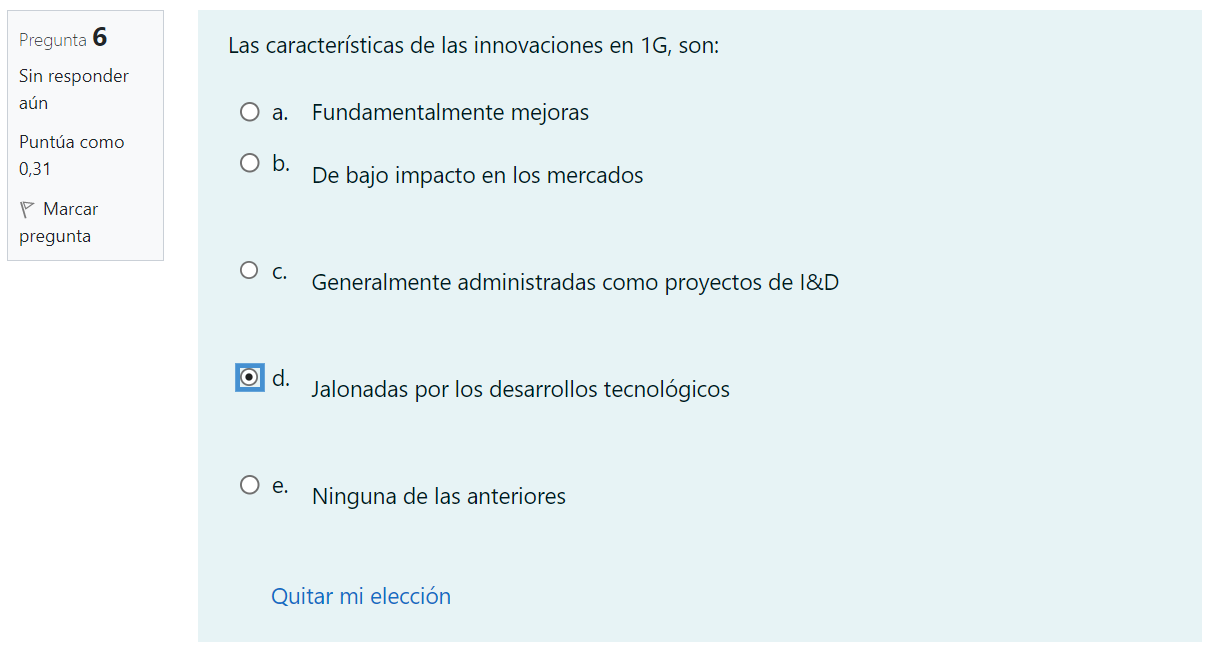 Pregunta 6
Sin responder
aún
Puntúa como
0,31
Marcar
pregunta
Las características de las innovaciones en 1G, son:
a. Fundamentalmente mejoras
b. De bajo impacto en los mercados
c. Generalmente administradas como proyectos de I&D
d. Jalonadas por los desarrollos tecnológicos
e. Ninguna de las anteriores
Quitar mi elección